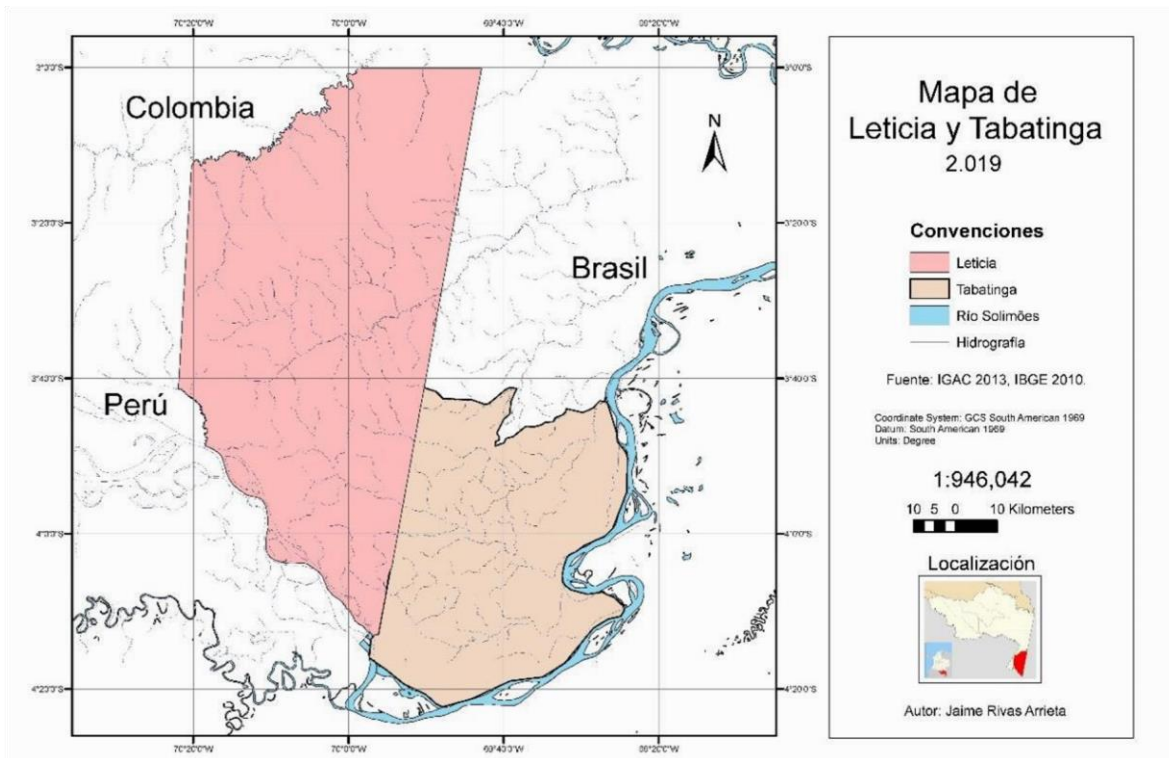 70°20'0"W 70°0'0"W 69°40'0"W 69°20'0"W
3°0'0"S 3°0'0"S
Colombia
N
3°20'0"S 3°20'0"S
Brasil
3°40'0"S 3°40'0"S
Perú
4°0'0"S 4°0'0"S
4°20'0"S 4°20'0"S
70°20'0"W 70°0'0"W 69°40'0"W 69°20'0"W
Mapa de
Leticia y Tabatinga
2.019
Convenciones
Leticia
Tabatinga
Río Solimões
Hidrografía
Fuente: IGAC 2013, IBGE 2010.
Coordinate System: GCS South American 1969
Datum: South American 1969
Units: Degree
1:946,042
10 5 0 10 Kilometers
Localización
Autor: Jaime Rivas Arrieta